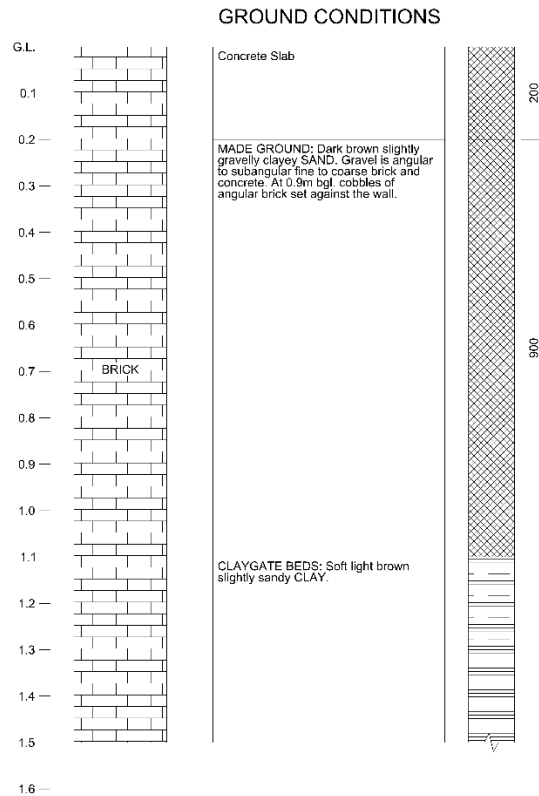 GROUND CONDITIONS
G.L.
Concrete Slab
0.1
200
0.2
MADE GROUND: Dark brown slightly
gravelly clayey SAND. Gravel is angular
to subangular fine to coarse brick and
concrete. At 0.9m bgl. cobbles of
angular brick set against the wall.
0.3
0.4
0.5
0.6
900
0.7
BRICK
0.8
0.9
1.0
1.1
CLAYGATE BEDS: Soft light brown
slightly sandy CLAY.
1.2
1.3
1.4
1.5
1.6